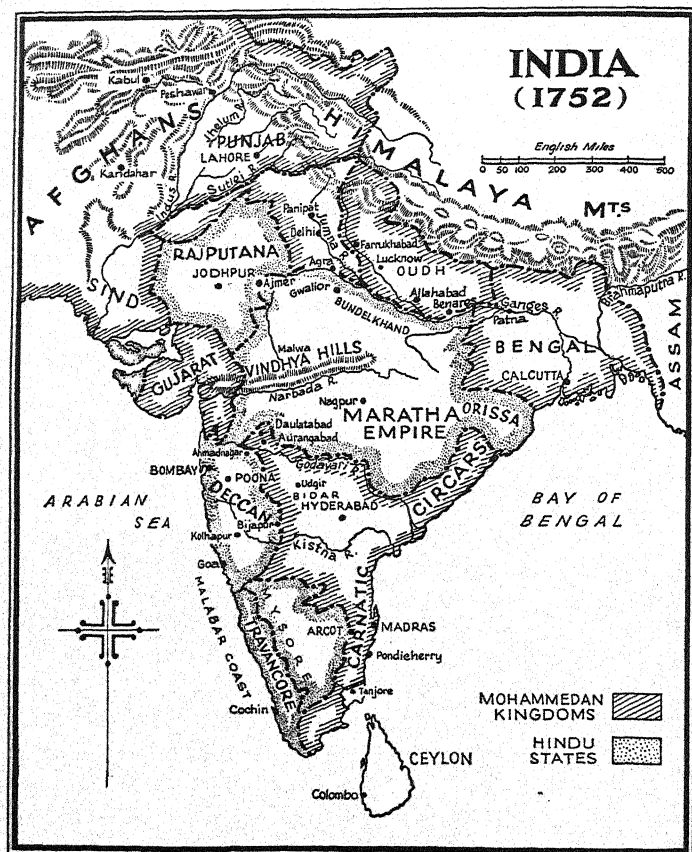 INDIA
(1752)
English Miles
0 100 200 300 400 500
Kabul
Peshawar
AFGHANS
Jhelum R.
PUNJAB
LAHORE
HIMALAYA MTS
Kandahar
Indus R.
Sutlej R.
Panipat
Delhi
Jumba R.
Farrukhabad
Lucknow
OUDH
RAJPUTANA
JODHPUR
Ajmer
Agra
Gwalior
SIND
Allahabad
Benares
Ganges R.
Patna
Brahmaputna R.
BUNDELKHAND
BENGAL
ASSAM
Malwa
VINDHYA HILLS
GUJARAT
CALCUTTA
Narbada R.
Nagpur
MARATHA
EMPIRE
ORISSA
Daulatabad
Aurangabad
Ahmadnagar
Godavari R.
BOMBAY
POONA
Udgir
BIDAR
HYDERABAD
CIRCARS
DECCAN
ARABIAN
SEA
BAY OF
BENGAL
Bijapur
Kolhapur
Kistna R.
Goa
N
MALABAR COAST
MYSORE
ARCOT
CARNATIC
MADRAS
TRAVANCORE
Pondieherry
Tanjore
Cochin
MOHAMMEDAN
KINGDOMS
HINDU
STATES
CEYLON
Colombo